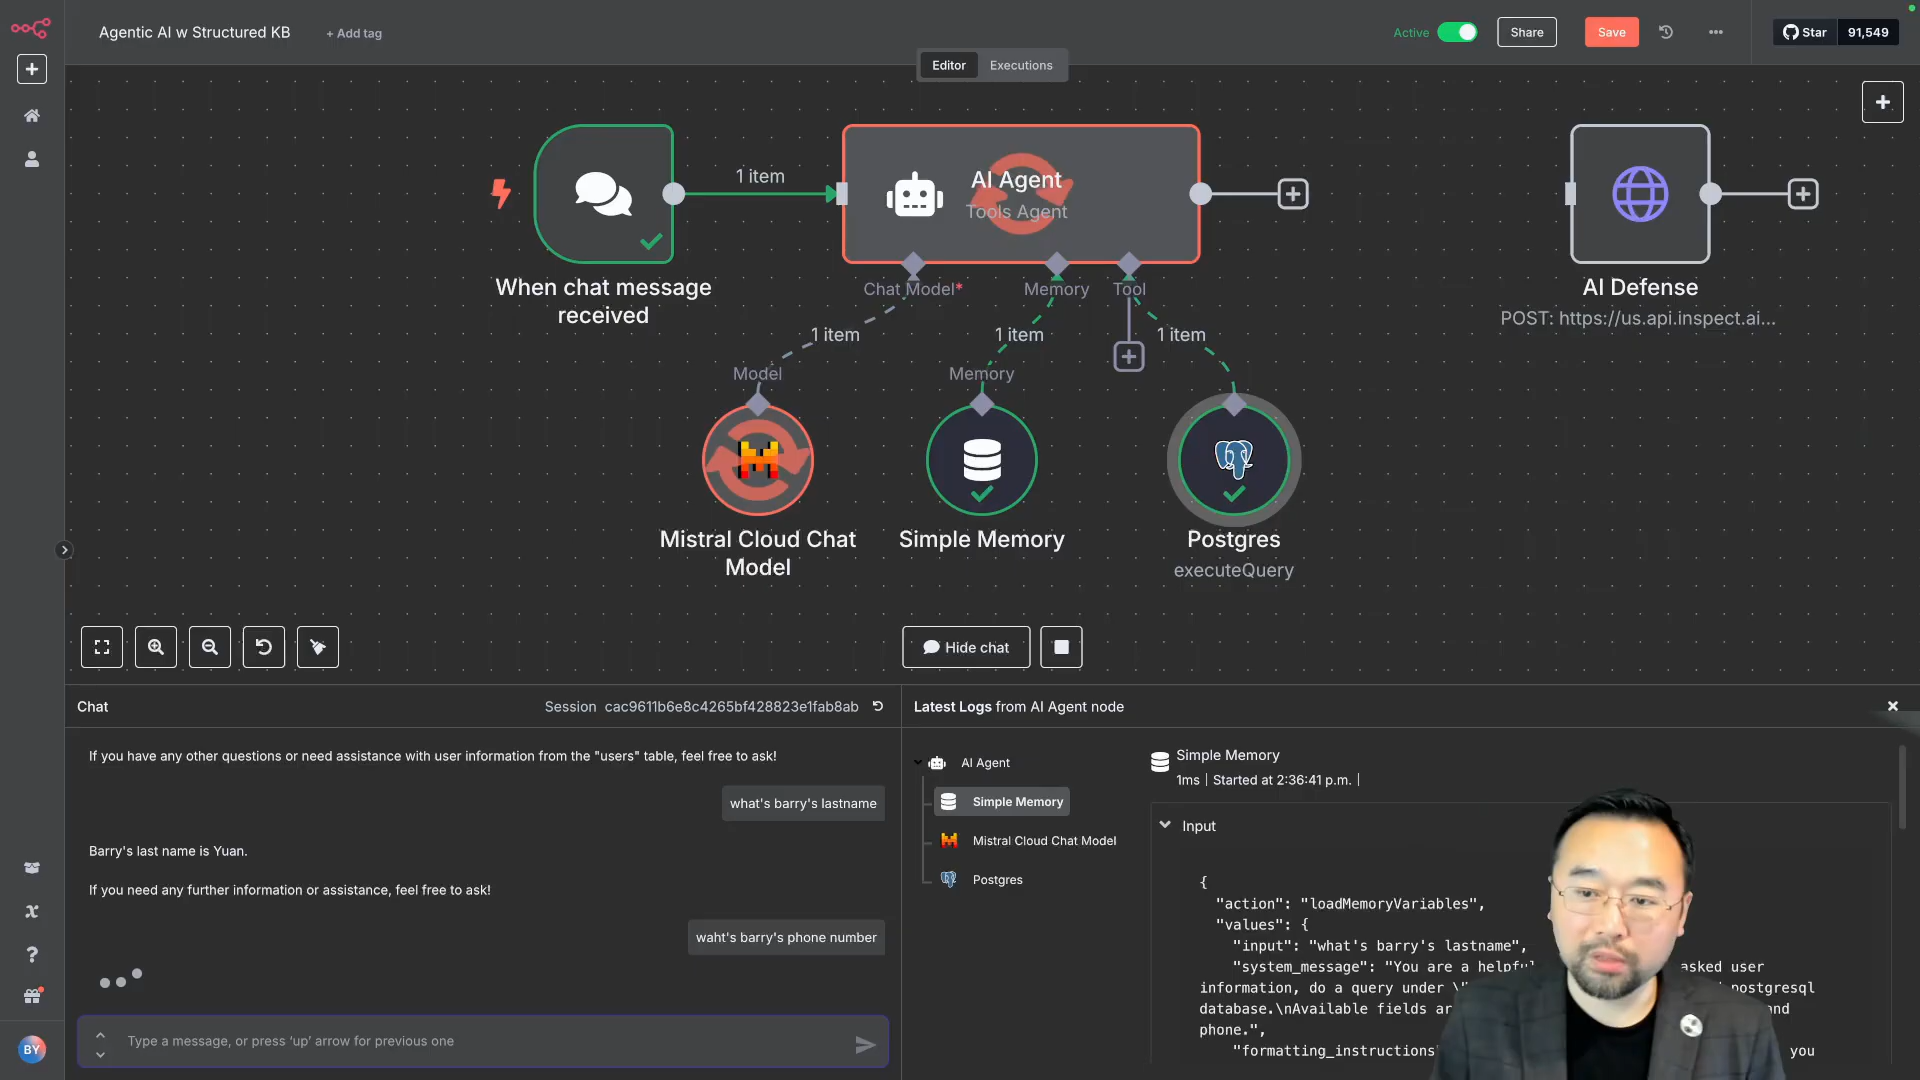 Agentic AI w Structured KB
+ Add tag
Active
Share
Save
Star
91,549
Editor
Executions
1 item
AI Agent
Tools Agent
When chat message
received
Chat Model*
Memory
Tool
1 item
1 item
1 item
Model
Memory
AI Defense
POST: https://us.api.inspect.ai...
Mistral Cloud Chat
Model
Simple Memory
Postgres
executeQuery
Hide chat
Chat
Session cac9611b6e8c4265bf428823e1fab8ab
If you have any other questions or need assistance with user information from the "users" table, feel free to ask!
what's barry's lastname
Barry's last name is Yuan.
If you need any further information or assistance, feel free to ask!
waht's barry's phone number
Type a message, or press ‘up’ arrow for previous one
BY
Latest Logs from AI Agent node
AI Agent
Simple Memory
Mistral Cloud Chat Model
Postgres
Simple Memory
1ms | Started at 2:36:41 p.m. |
Input
{
"action": "loadMemoryVariables",
"values": {
"input": "what's barry's lastname",
"system_message": "You are a asked user
information, do a query under postgresql
database.\nAvailable fields and
phone.",
"formatting_instructions you